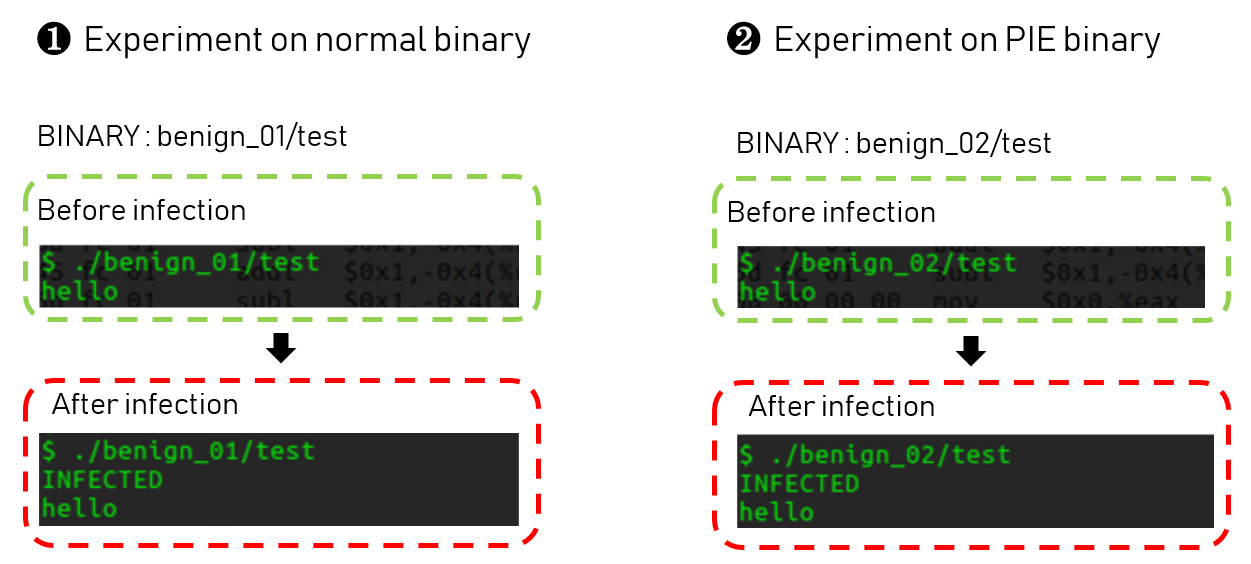 ❶ Experiment on normal binary
BINARY : benign_01/test
Before infection
$ ./benign_01/test
hello
After infection
$ ./benign_01/test
INFECTED
hello
❷ Experiment on PIE binary
BINARY : benign_02/test
Before infection
$ ./benign_02/test
hello
After infection
$ ./benign_02/test
INFECTED
hello